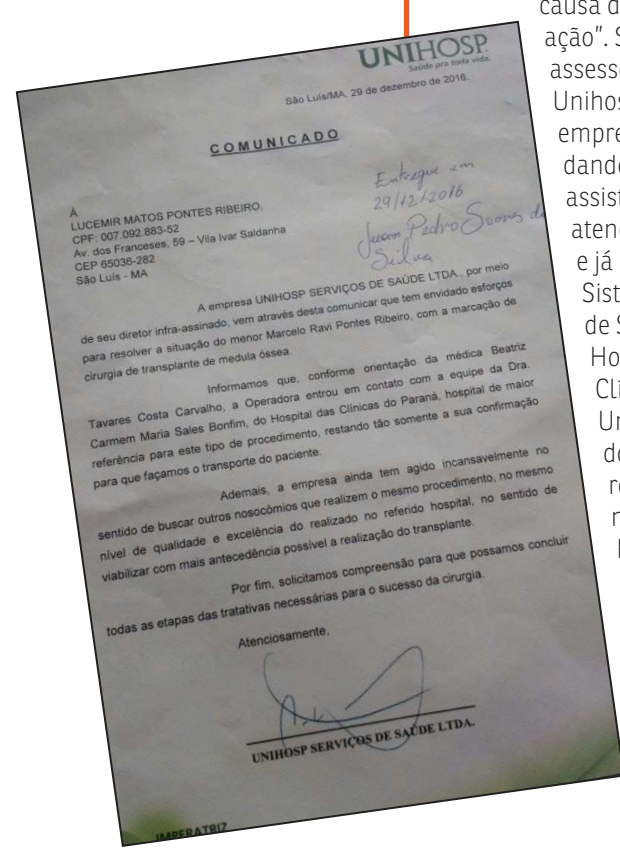 UNIHOSP
Saúde pra toda vida.
São Luís/MA, 29 de dezembro de 2016.
COMUNICADO
Entregue em
29/12/2016
Pedro Soares da
Silva
À
LUCEMIR MATOS PONTES RIBEIRO,
CPF: 007.092.883-52
Av. dos Franceses, 59 – Vila Ivar Saldanha
CEP 65036-282
São Luís - MA
A empresa UNIHOSP SERVIÇOS DE SAÚDE LTDA., por meio
de seu diretor infra-assinado, vem através desta comunicar que tem envidado esforços
para resolver a situação do menor Marcelo Ravi Pontes Ribeiro, com a marcação de
cirurgia de transplante de medula óssea.
Informamos que, conforme orientação da médica Beatriz
Tavares Costa Carvalho, a Operadora entrou em contato com a equipe da Dra.
Carmem Maria Sales Bonfim, do Hospital das Clínicas do Paraná, hospital de maior
referência para este tipo de procedimento, restando tão somente a sua confirmação
para que façamos o transporte do paciente.
Ademais, a empresa ainda tem agido incansavelmente no
sentido de buscar outros nosocômios que realizem o mesmo procedimento, no mesmo
nível de qualidade e excelência do realizado no referido hospital, no sentido de
viabilizar com mais antecedência possível a realização do transplante.
Por fim, solicitamos compreensão para que possamos concluir
todas as etapas das tratativas necessárias para o sucesso da cirurgia.
Atenciosamente,
UNIHOSP SERVIÇOS DE SAÚDE LTDA.
IMPERATRIZ
causa d
ação”. S
assess
Unihos
empre
dando
assist
atend
e já
Sist
de S
Ho
Clí
Un
do
re